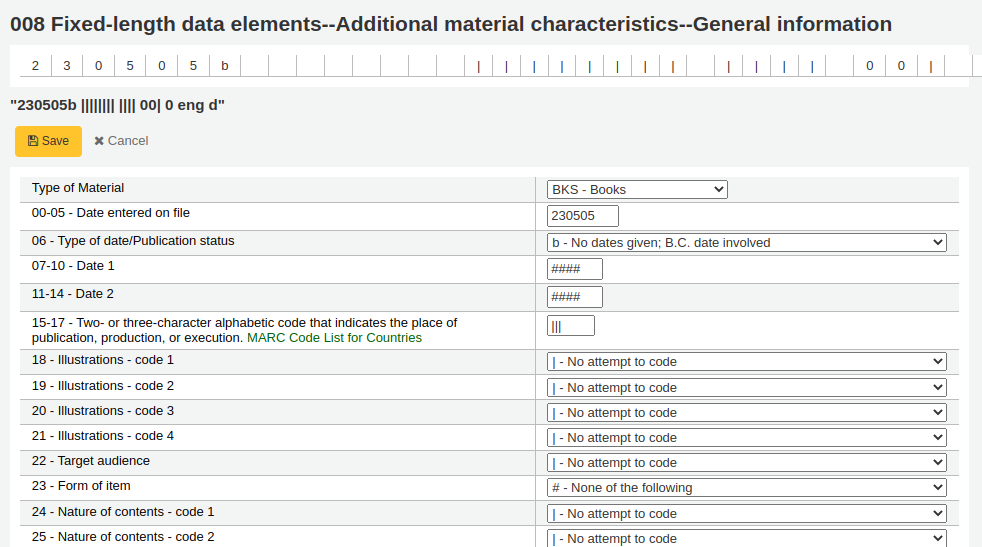 008 Fixed-length data elements--Additional material characteristics--General information
2 3 0 5 0 5 b | | | | | | | | | | | | 0 0 |
"230505b |||||||| |||| 00| 0 eng d"
Save Cancel
Type of Material BKS - Books
00-05 - Date entered on file 230505
06 - Type of date/Publication status b - No dates given; B.C. date involved
07-10 - Date 1 ####
11-14 - Date 2 ####
15-17 - Two- or three-character alphabetic code that indicates the place of
publication, production, or execution. MARC Code List for Countries |||
18 - Illustrations - code 1 | - No attempt to code
19 - Illustrations - code 2 | - No attempt to code
20 - Illustrations - code 3 | - No attempt to code
21 - Illustrations - code 4 | - No attempt to code
22 - Target audience | - No attempt to code
23 - Form of item # - None of the following
24 - Nature of contents - code 1 | - No attempt to code
25 - Nature of contents - code 2 | - No attempt to code